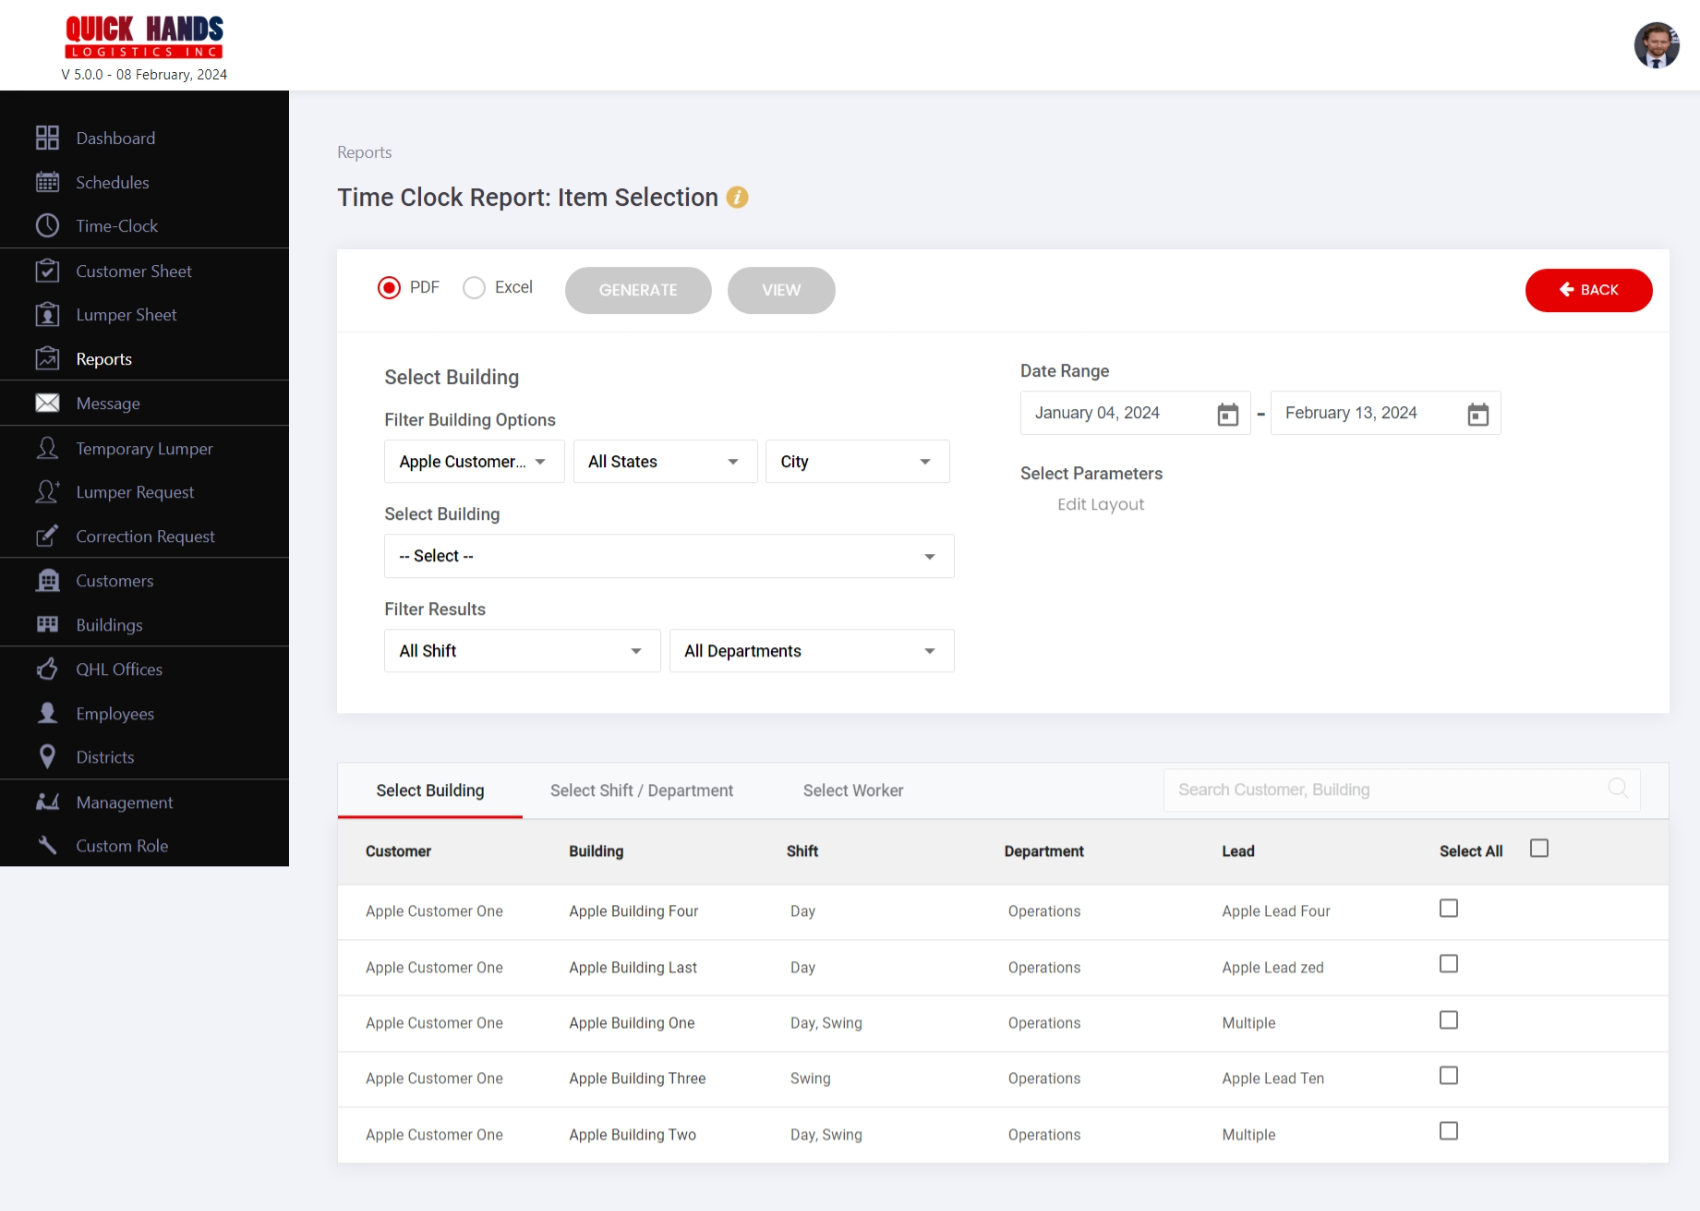 QUICK HANDS
LOGISTICS INC
V 5.0.0 - 08 February, 2024
Dashboard
Schedules
Time-Clock
Customer Sheet
Lumper Sheet
Reports
Message
Temporary Lumper
Lumper Request
Correction Request
Customers
Buildings
QHL Offices
Employees
Districts
Management
Custom Role
Reports
Time Clock Report: Item Selection i
PDF Excel GENERATE VIEW BACK
Select Building
Filter Building Options
Apple Customer... All States City
Select Building
-- Select --
Filter Results
All Shift All Departments
Date Range
January 04, 2024 - February 13, 2024
Select Parameters
Edit Layout
Select Building Select Shift / Department Select Worker Search Customer, Building
Customer Building Shift Department Lead Select All
Apple Customer One Apple Building Four Day Operations Apple Lead Four
Apple Customer One Apple Building Last Day Operations Apple Lead zed
Apple Customer One Apple Building One Day, Swing Operations Multiple
Apple Customer One Apple Building Three Swing Operations Apple Lead Ten
Apple Customer One Apple Building Two Day, Swing Operations Multiple